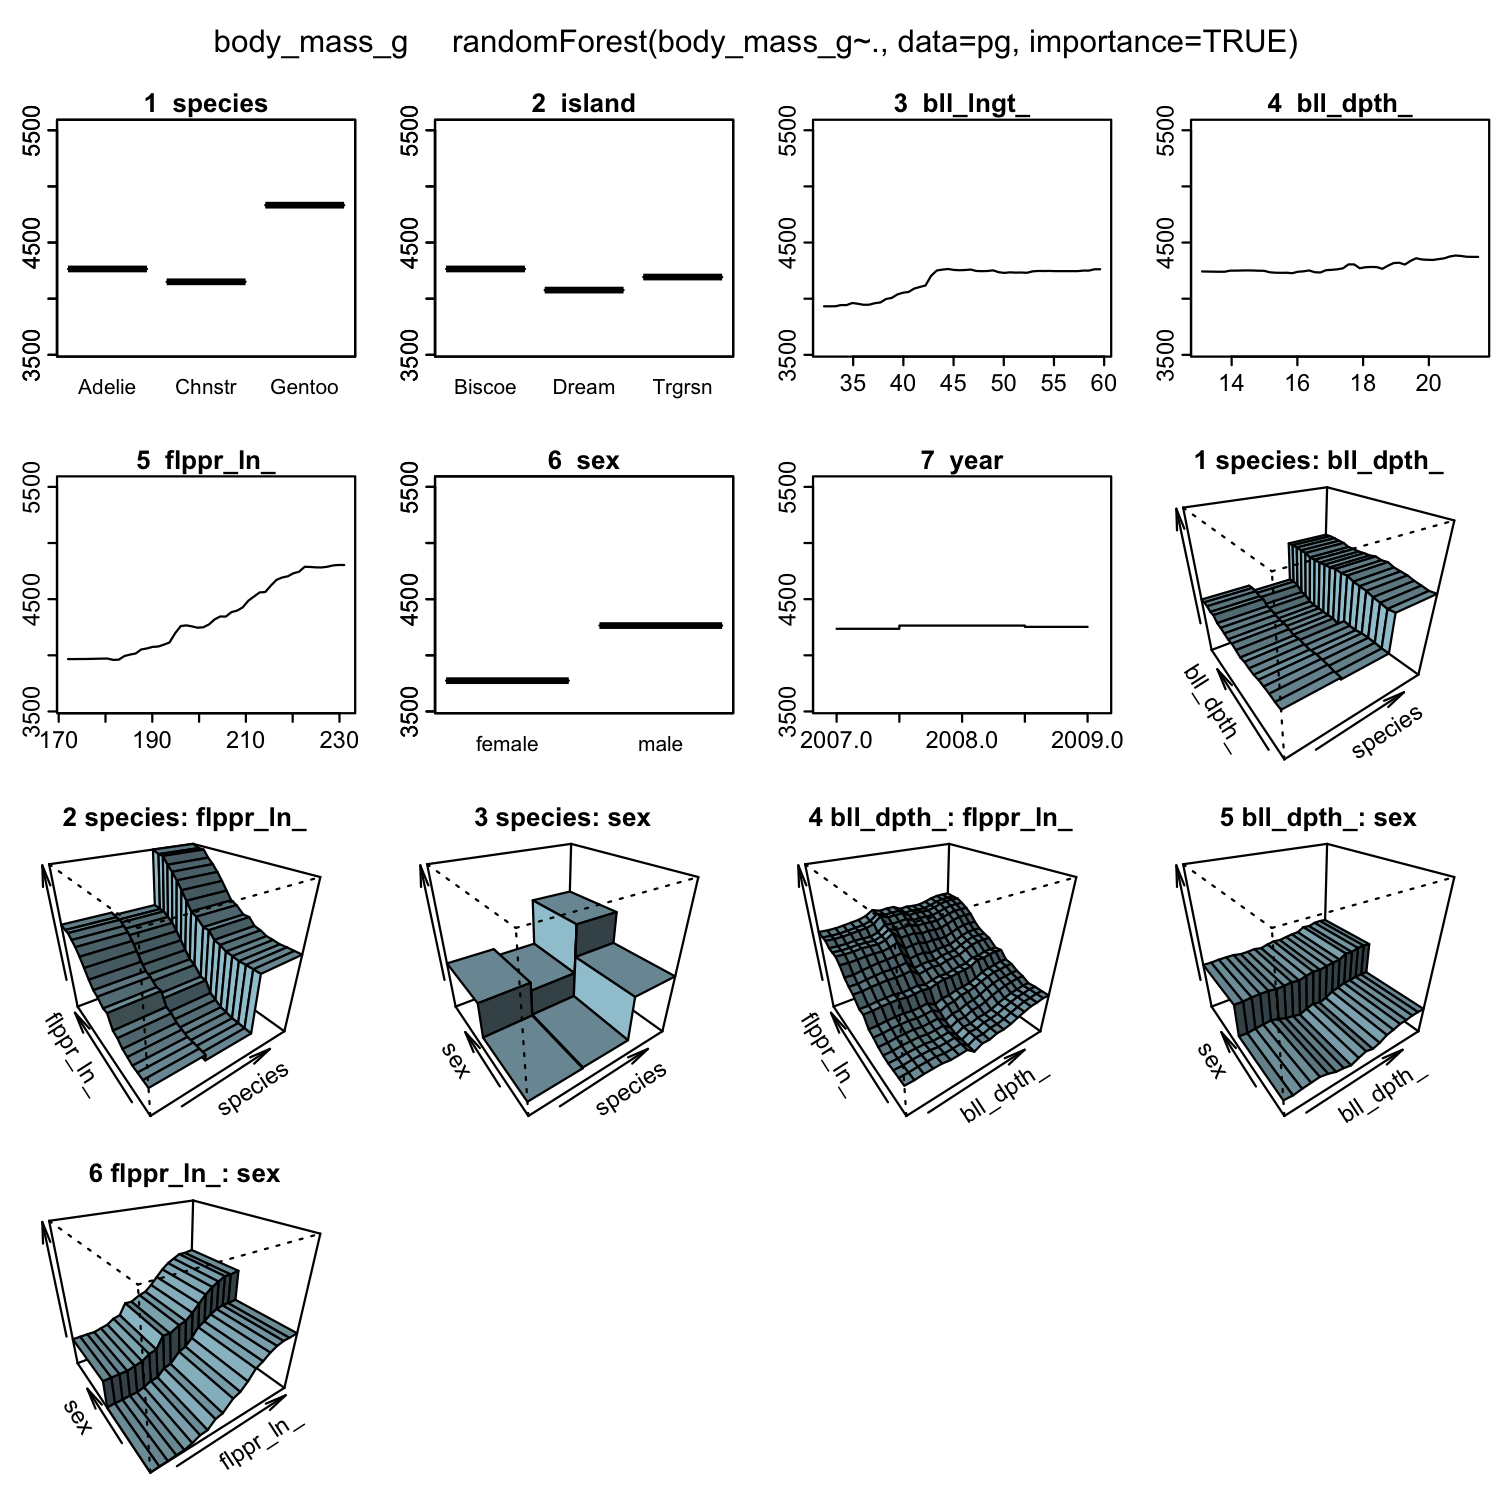 body_mass_g randomForest(body_mass_g~., data=pg, importance=TRUE)
1 species
3500 4500 5500
Adelie Chnstr Gentoo
2 island
3500 4500 5500
Biscoe Dream Trgrsn
3 bll_lngt_
3500 4500 5500
35 40 45 50 55 60
4 bll_dpth_
3500 4500 5500
14 16 18 20
5 flppr_ln_
3500 4500 5500
170 190 210 230
6 sex
3500 4500 5500
female male
7 year
3500 4500 5500
2007.0 2008.0 2009.0
1 species: bll_dpth_
bll_dpth_
species
2 species: flppr_ln_
flppr_ln_
species
3 species: sex
sex
species
4 bll_dpth_: flppr_ln_
flppr_ln_
bll_dpth_
5 bll_dpth_: sex
sex
bll_dpth_
6 flppr_ln_: sex
sex
flppr_ln_